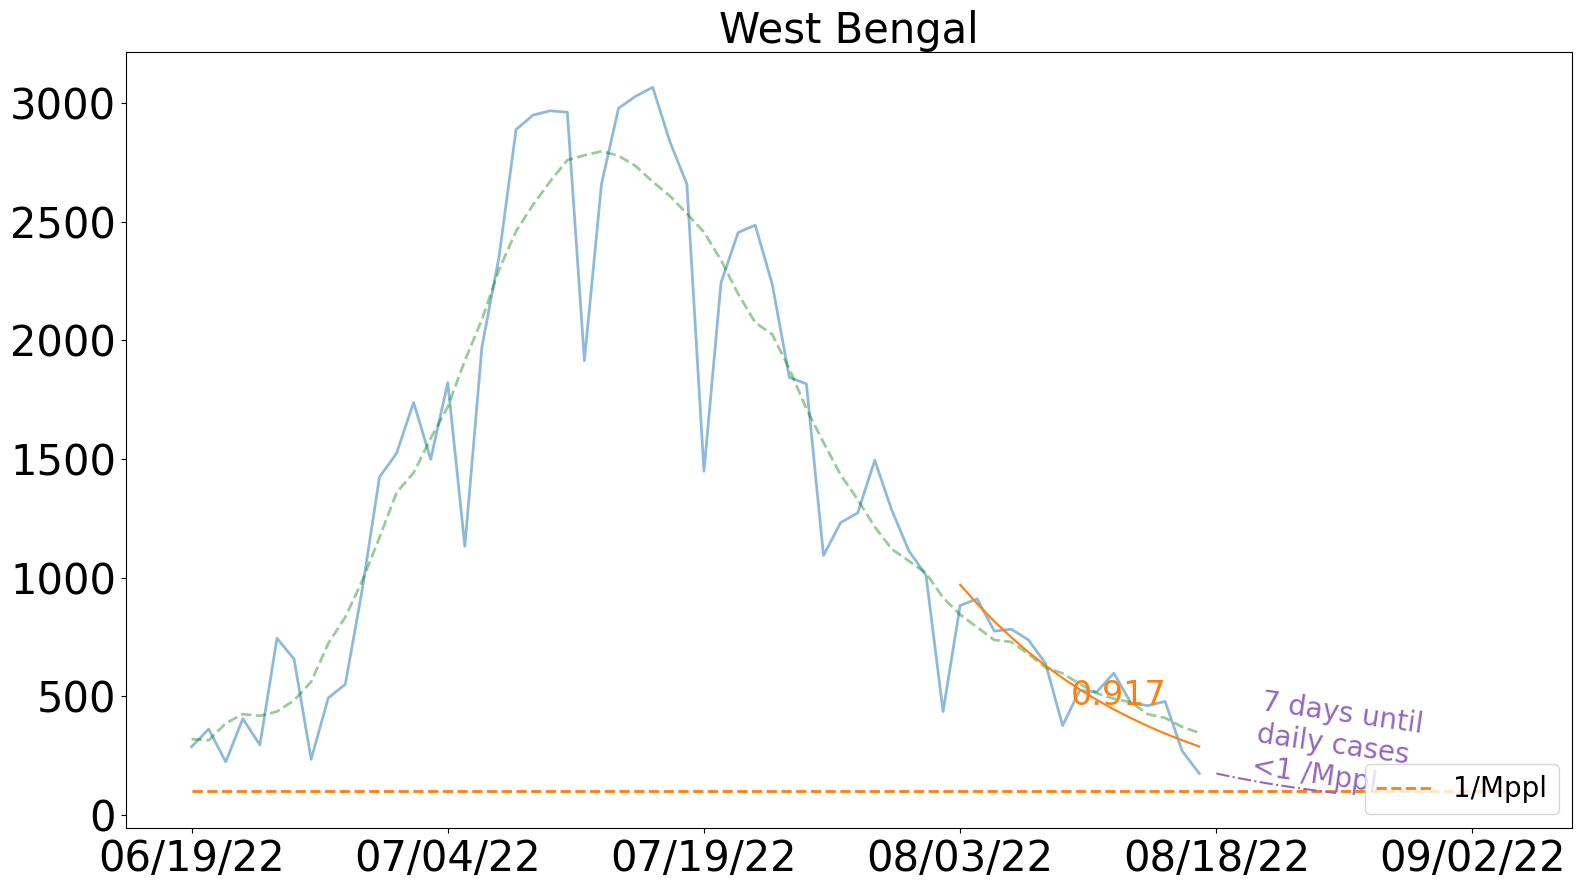 West Bengal
3000
2500
2000
1500
1000
500
0
0.917
7 days until
daily cases
<1 /Mppl
1/Mppl
06/19/22
07/04/22
07/19/22
08/03/22
08/18/22
09/02/22